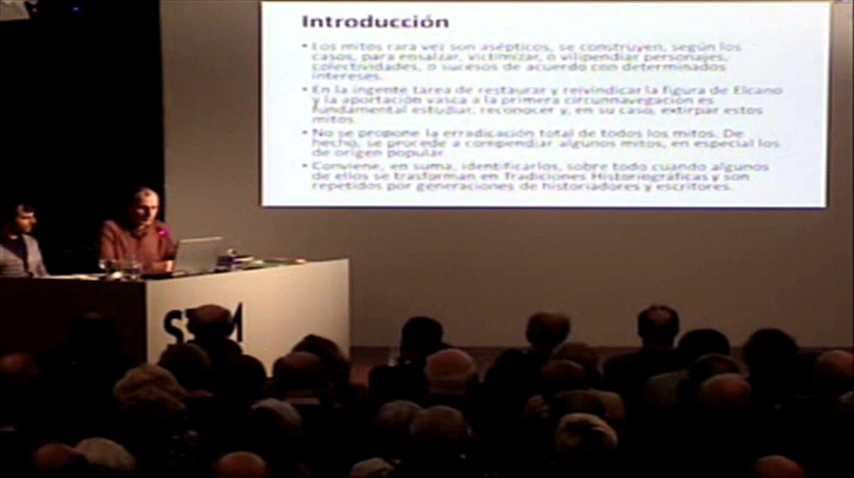 Introducción
• Los mitos rara vez son asépticos, se construyen, según los
casos, para ensalzar, victimizar, o vilipendiar personajes,
colectividades, o sucesos de acuerdo con determinados
intereses.
• En la ingente tarea de restaurar y reivindicar la figura de Elcano
y la aportación vasca a la primera circunnavegación es
fundamental estudiar, reconocer y, en su caso, extirpar estos
mitos.
• No se propone la erradicación total de todos los mitos. De
hecho, se procede a compendiar algunos mitos, en especial los
de origen popular.
• Conviene, en suma, identificarlos, sobre todo cuando algunos
de ellos se trasforman en Tradiciones Historiográficas y son
repetidos por generaciones de historiadores y escritores.